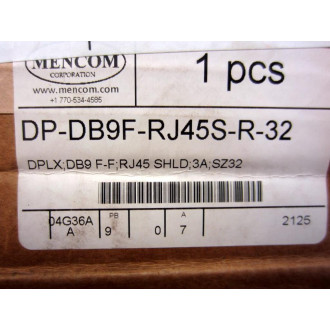 MENCOM
CORPORATION
www.mencom.com
+1 770-534-4585
1 pcs
DP-DB9F-RJ45S-R-32
DPLX;DB9 F-F;RJ45 SHLD;3A;SZ32
04G36A PB A
A 9 0 7 2125